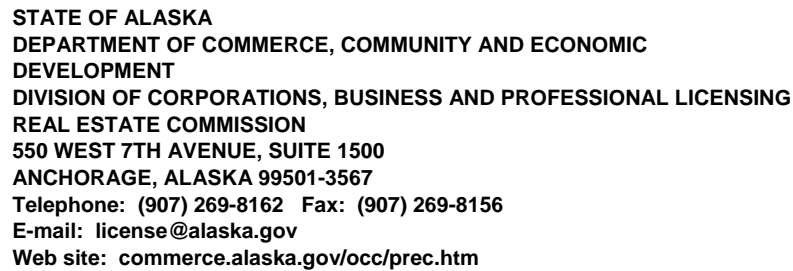 STATE OF ALASKA
DEPARTMENT OF COMMERCE, COMMUNITY AND ECONOMIC
DEVELOPMENT
DIVISION OF CORPORATIONS, BUSINESS AND PROFESSIONAL LICENSING
REAL ESTATE COMMISSION
550 WEST 7TH AVENUE, SUITE 1500
ANCHORAGE, ALASKA 99501-3567
Telephone: (907) 269-8162 Fax: (907) 269-8156
E-mail: license@alaska.gov
Web site: commerce.alaska.gov/occ/prec.htm